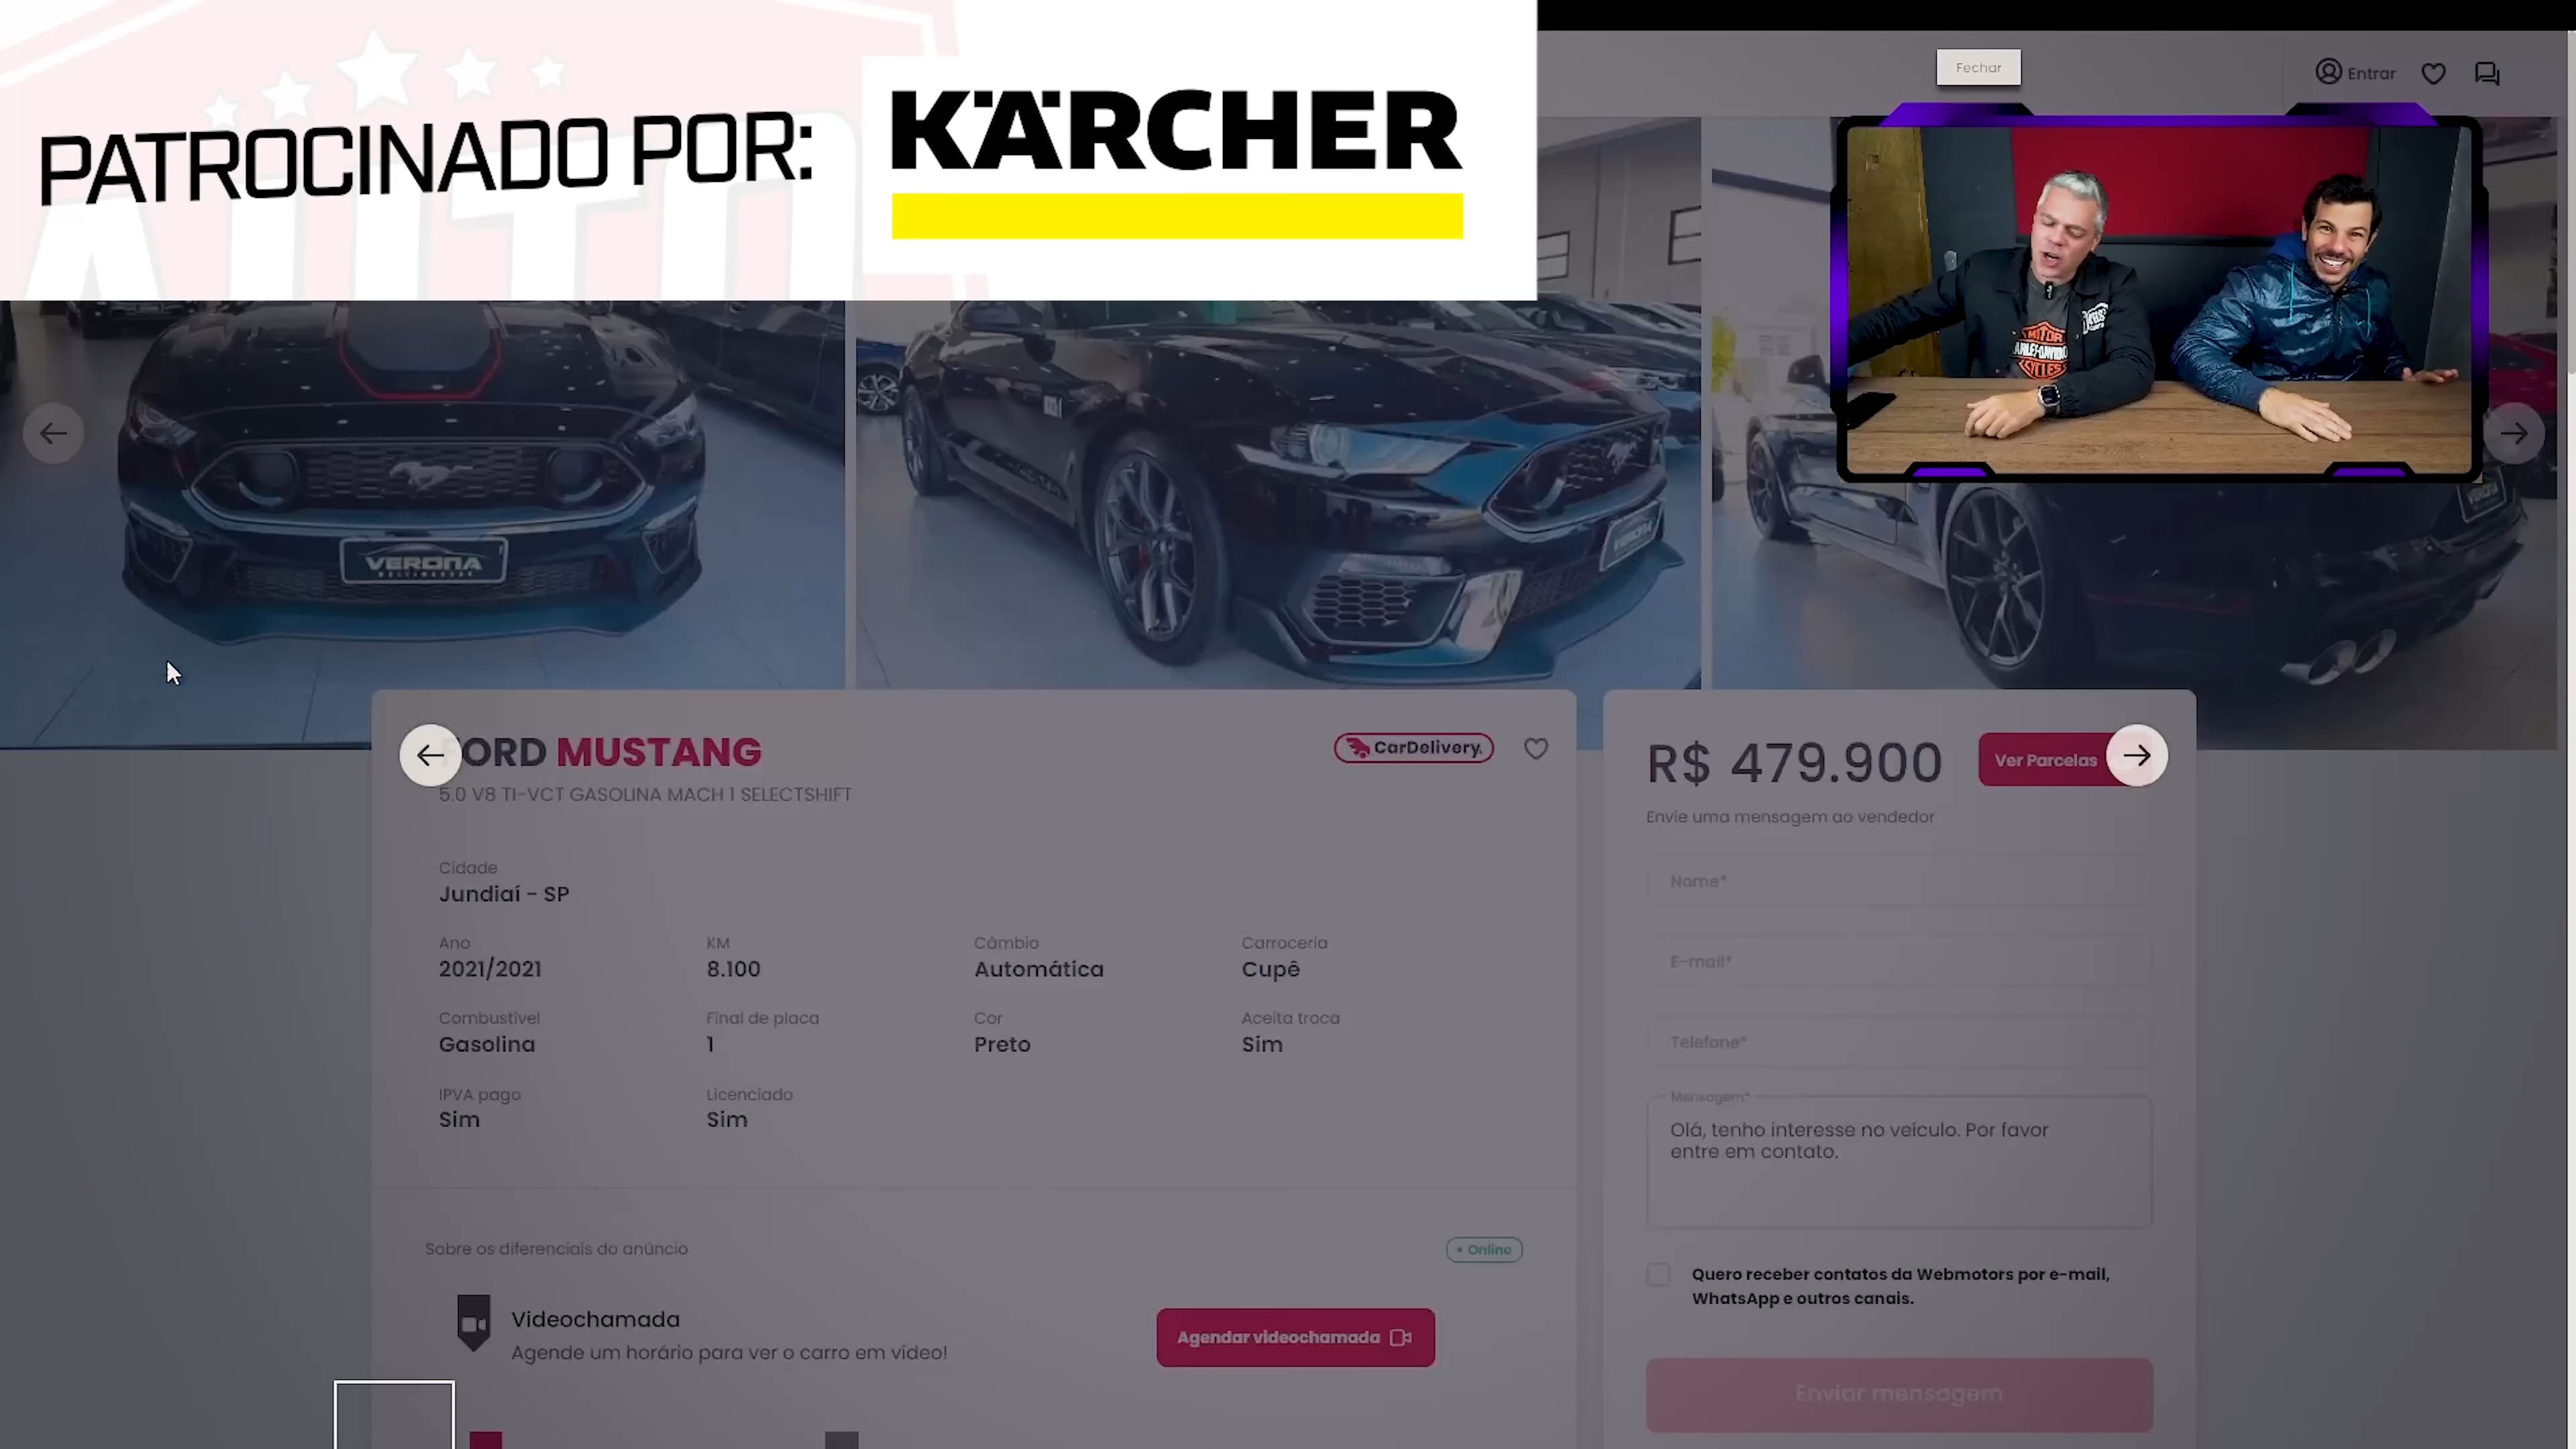 PATROCINADO POR:
KÄRCHER
AUTO
Fechar
Entrar
VERONA
FORD MUSTANG
CarDelivery.
5.0 V8 TI-VCT GASOLINA MACH 1 SELECTSHIFT
R$ 479.900
Ver Parcelas
Envie uma mensagem ao vendedor
Cidade
Jundiaí - SP
Nome*
E-mail*
Telefone*
Ano
2021/2021
KM
8.100
Câmbio
Automática
Carroceria
Cupê
Combustível
Gasolina
Final de placa
1
Cor
Preto
Aceita troca
Sim
IPVA pago
Sim
Licenciado
Sim
Mensagem*
Olá, tenho interesse no veículo. Por favor
entre em contato.
Sobre os diferenciais do anúncio
• Online
Videochamada
Agende um horário para ver o carro em vídeo!
Agendar videochamada
Quero receber contatos da Webmotors por e-mail,
WhatsApp e outros canais.
Enviar mensagem